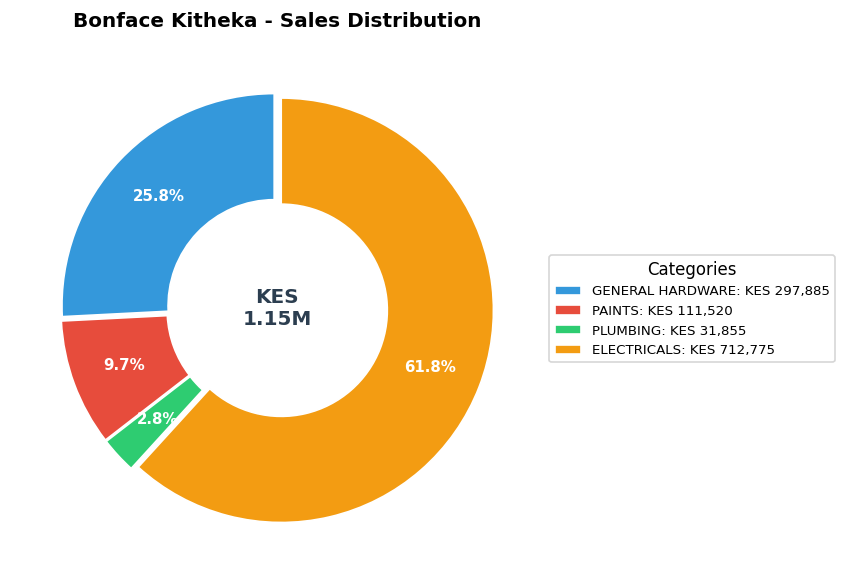 Bonface Kitheka - Sales Distribution
25.8%
9.7%
2.8%
61.8%
KES
1.15M
Categories
GENERAL HARDWARE: KES 297,885
PAINTS: KES 111,520
PLUMBING: KES 31,855
ELECTRICALS: KES 712,775